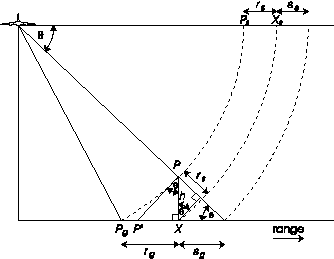 r_s s_s
P_s X_s
θ
P
r_s
θ h
θ θ
P_g P' X
range
r_g s_g